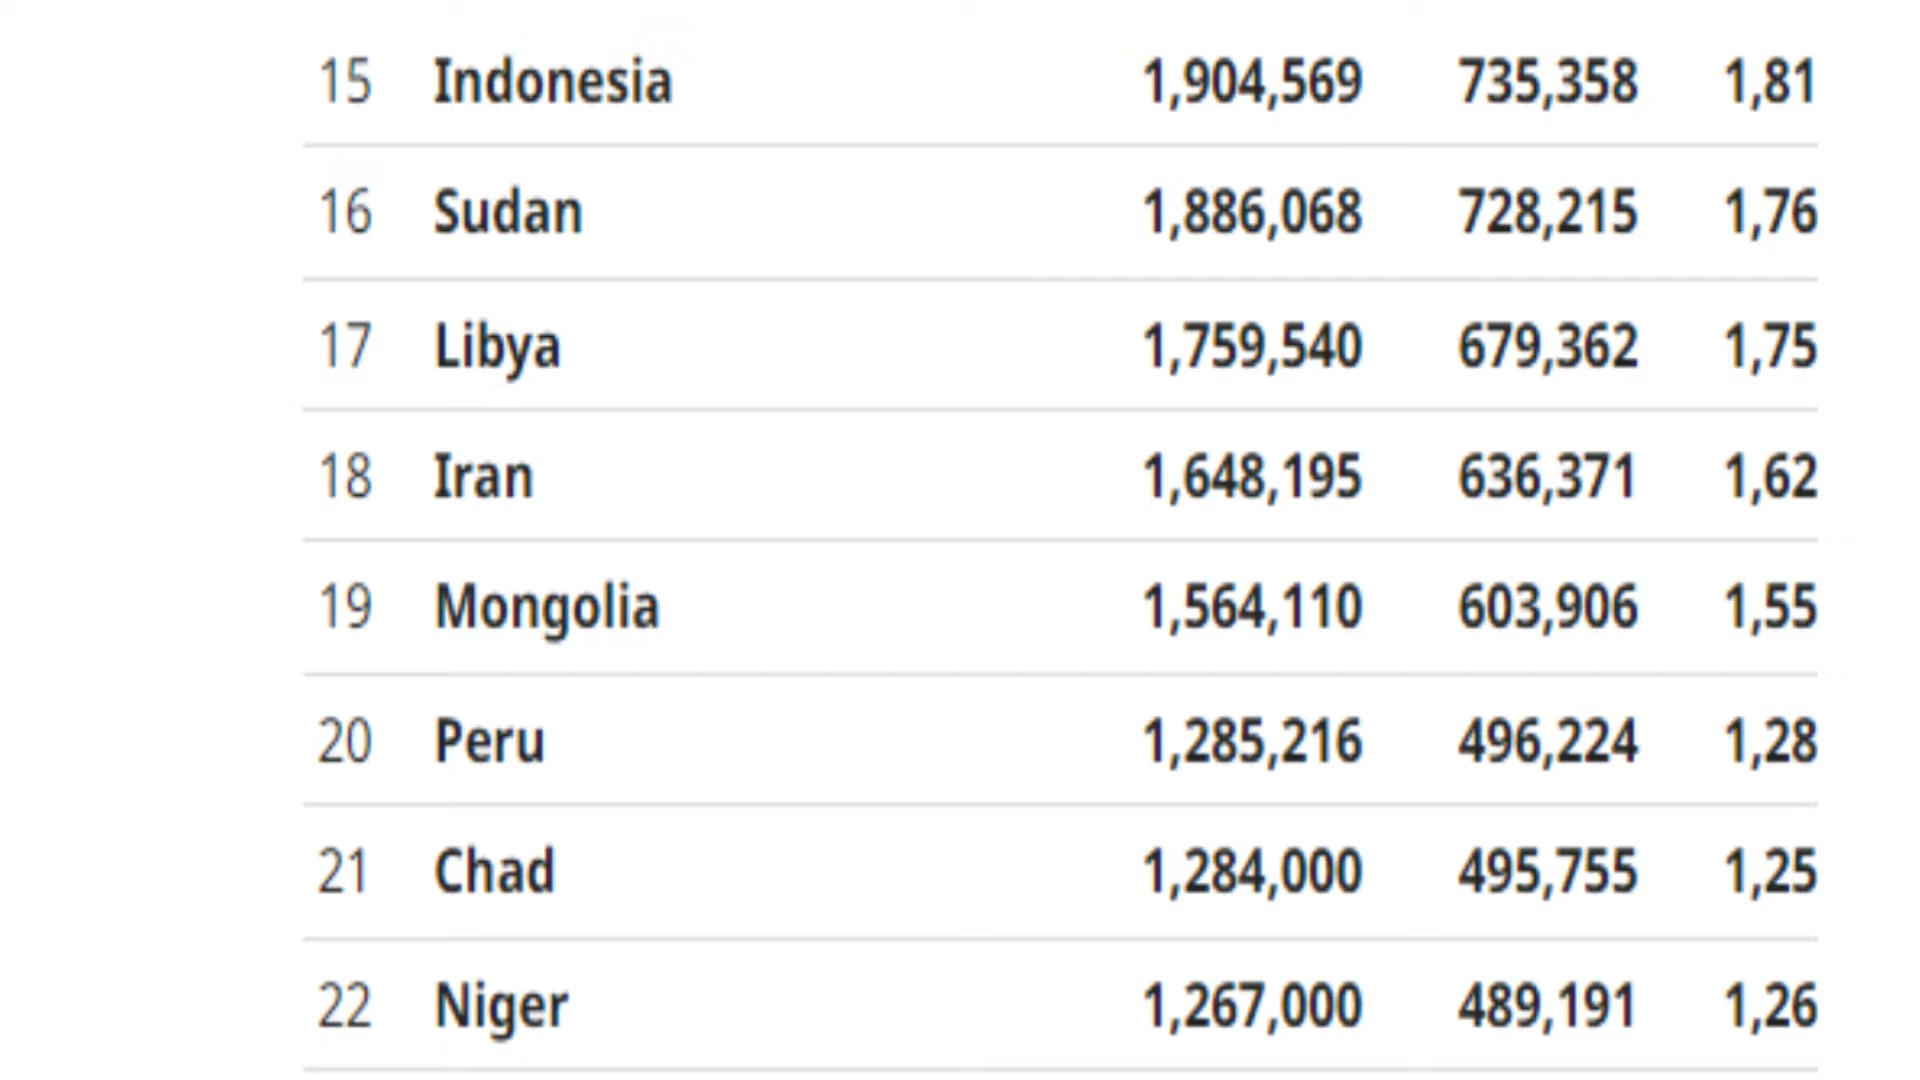 15 Indonesia 1,904,569 735,358 1,81
16 Sudan 1,886,068 728,215 1,76
17 Libya 1,759,540 679,362 1,75
18 Iran 1,648,195 636,371 1,62
19 Mongolia 1,564,110 603,906 1,55
20 Peru 1,285,216 496,224 1,28
21 Chad 1,284,000 495,755 1,25
22 Niger 1,267,000 489,191 1,26